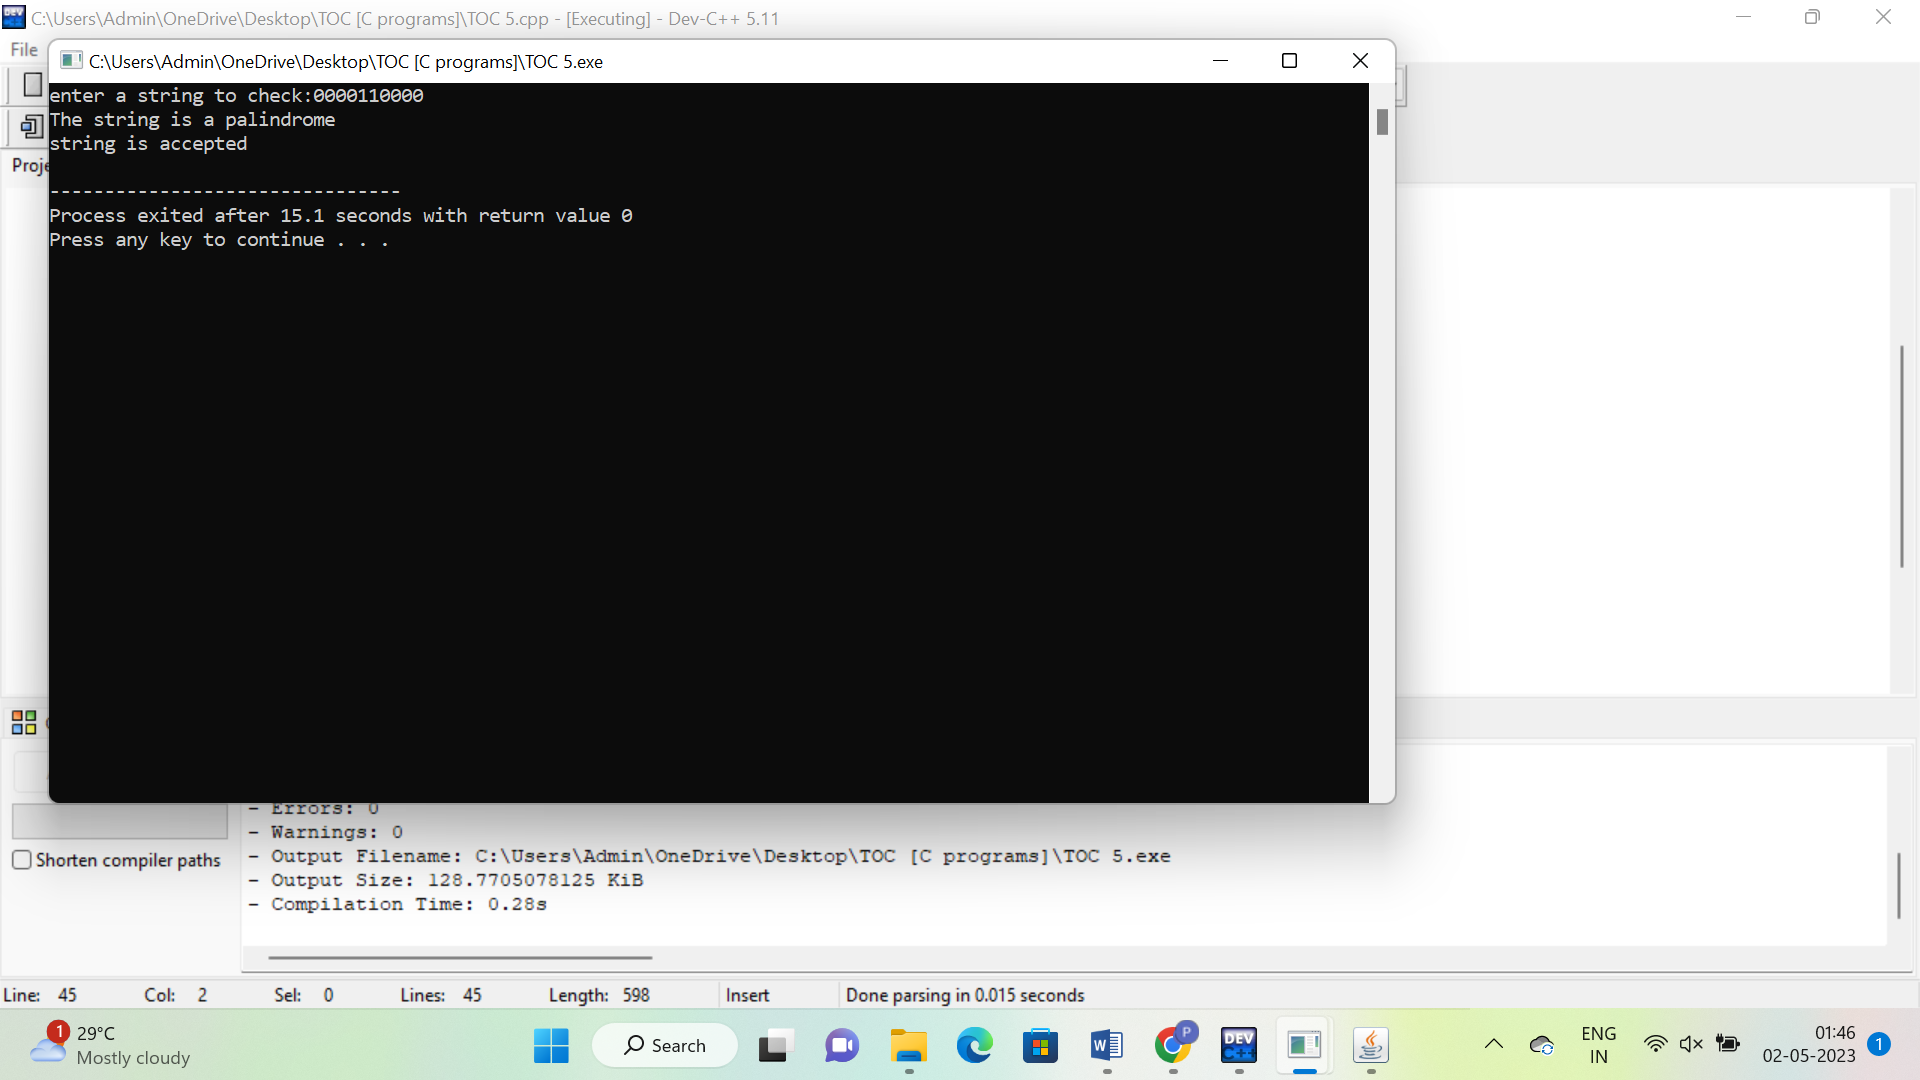 C:\Users\Admin\OneDrive\Desktop\TOC [C programs]\TOC 5.cpp - [Executing] - Dev-C++ 5.11
File
C:\Users\Admin\OneDrive\Desktop\TOC [C programs]\TOC 5.exe
enter a string to check:0000110000
The string is a palindrome
string is accepted
--------------------------------
Process exited after 15.1 seconds with return value 0
Press any key to continue . . .
Proje
- Errors: 0
- Warnings: 0
Shorten compiler paths
- Output Filename: C:\Users\Admin\OneDrive\Desktop\TOC [C programs]\TOC 5.exe
- Output Size: 128.7705078125 KiB
- Compilation Time: 0.28s
Line: 45 Col: 2 Sel: 0 Lines: 45 Length: 598 Insert Done parsing in 0.015 seconds
1
29°C
Mostly cloudy
Search
P
DEV
C++
W
ENG
IN
01:46
02-05-2023
1